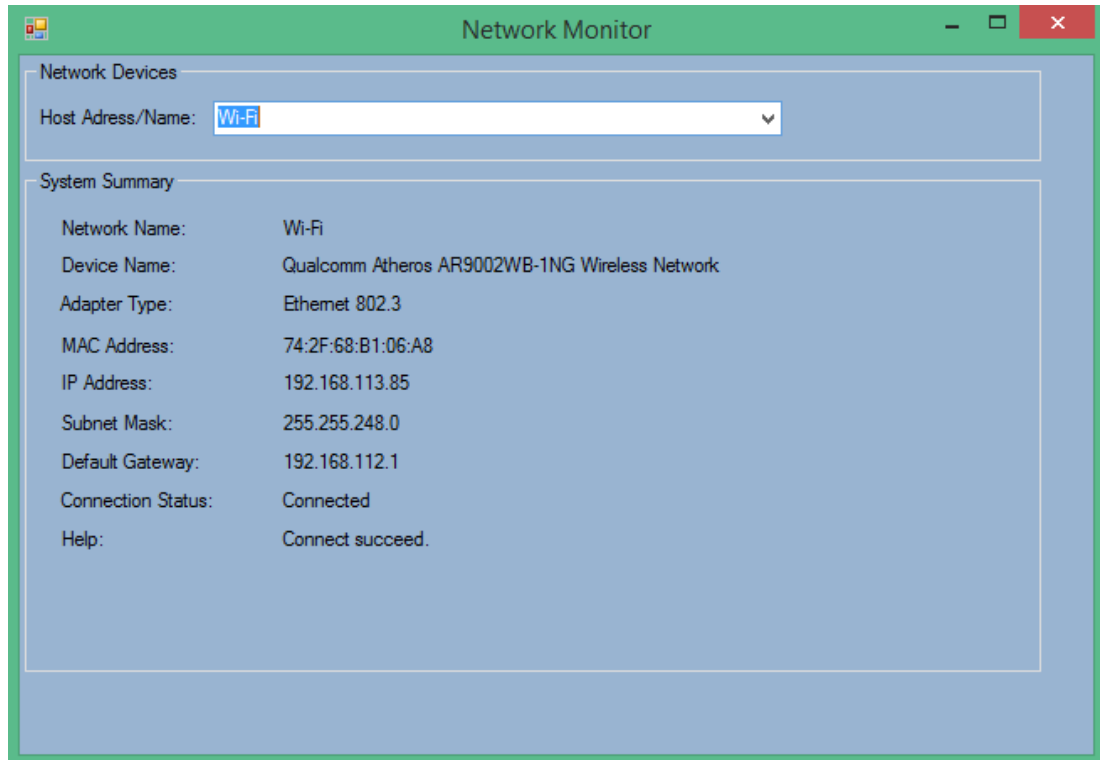 Network Monitor
Network Devices
Host Adress/Name: Wi-Fi
System Summary
Network Name: Wi-Fi
Device Name: Qualcomm Atheros AR9002WB-1NG Wireless Network
Adapter Type: Ethernet 802.3
MAC Address: 74:2F:68:B1:06:A8
IP Address: 192.168.113.85
Subnet Mask: 255.255.248.0
Default Gateway: 192.168.112.1
Connection Status: Connected
Help: Connect succeed.